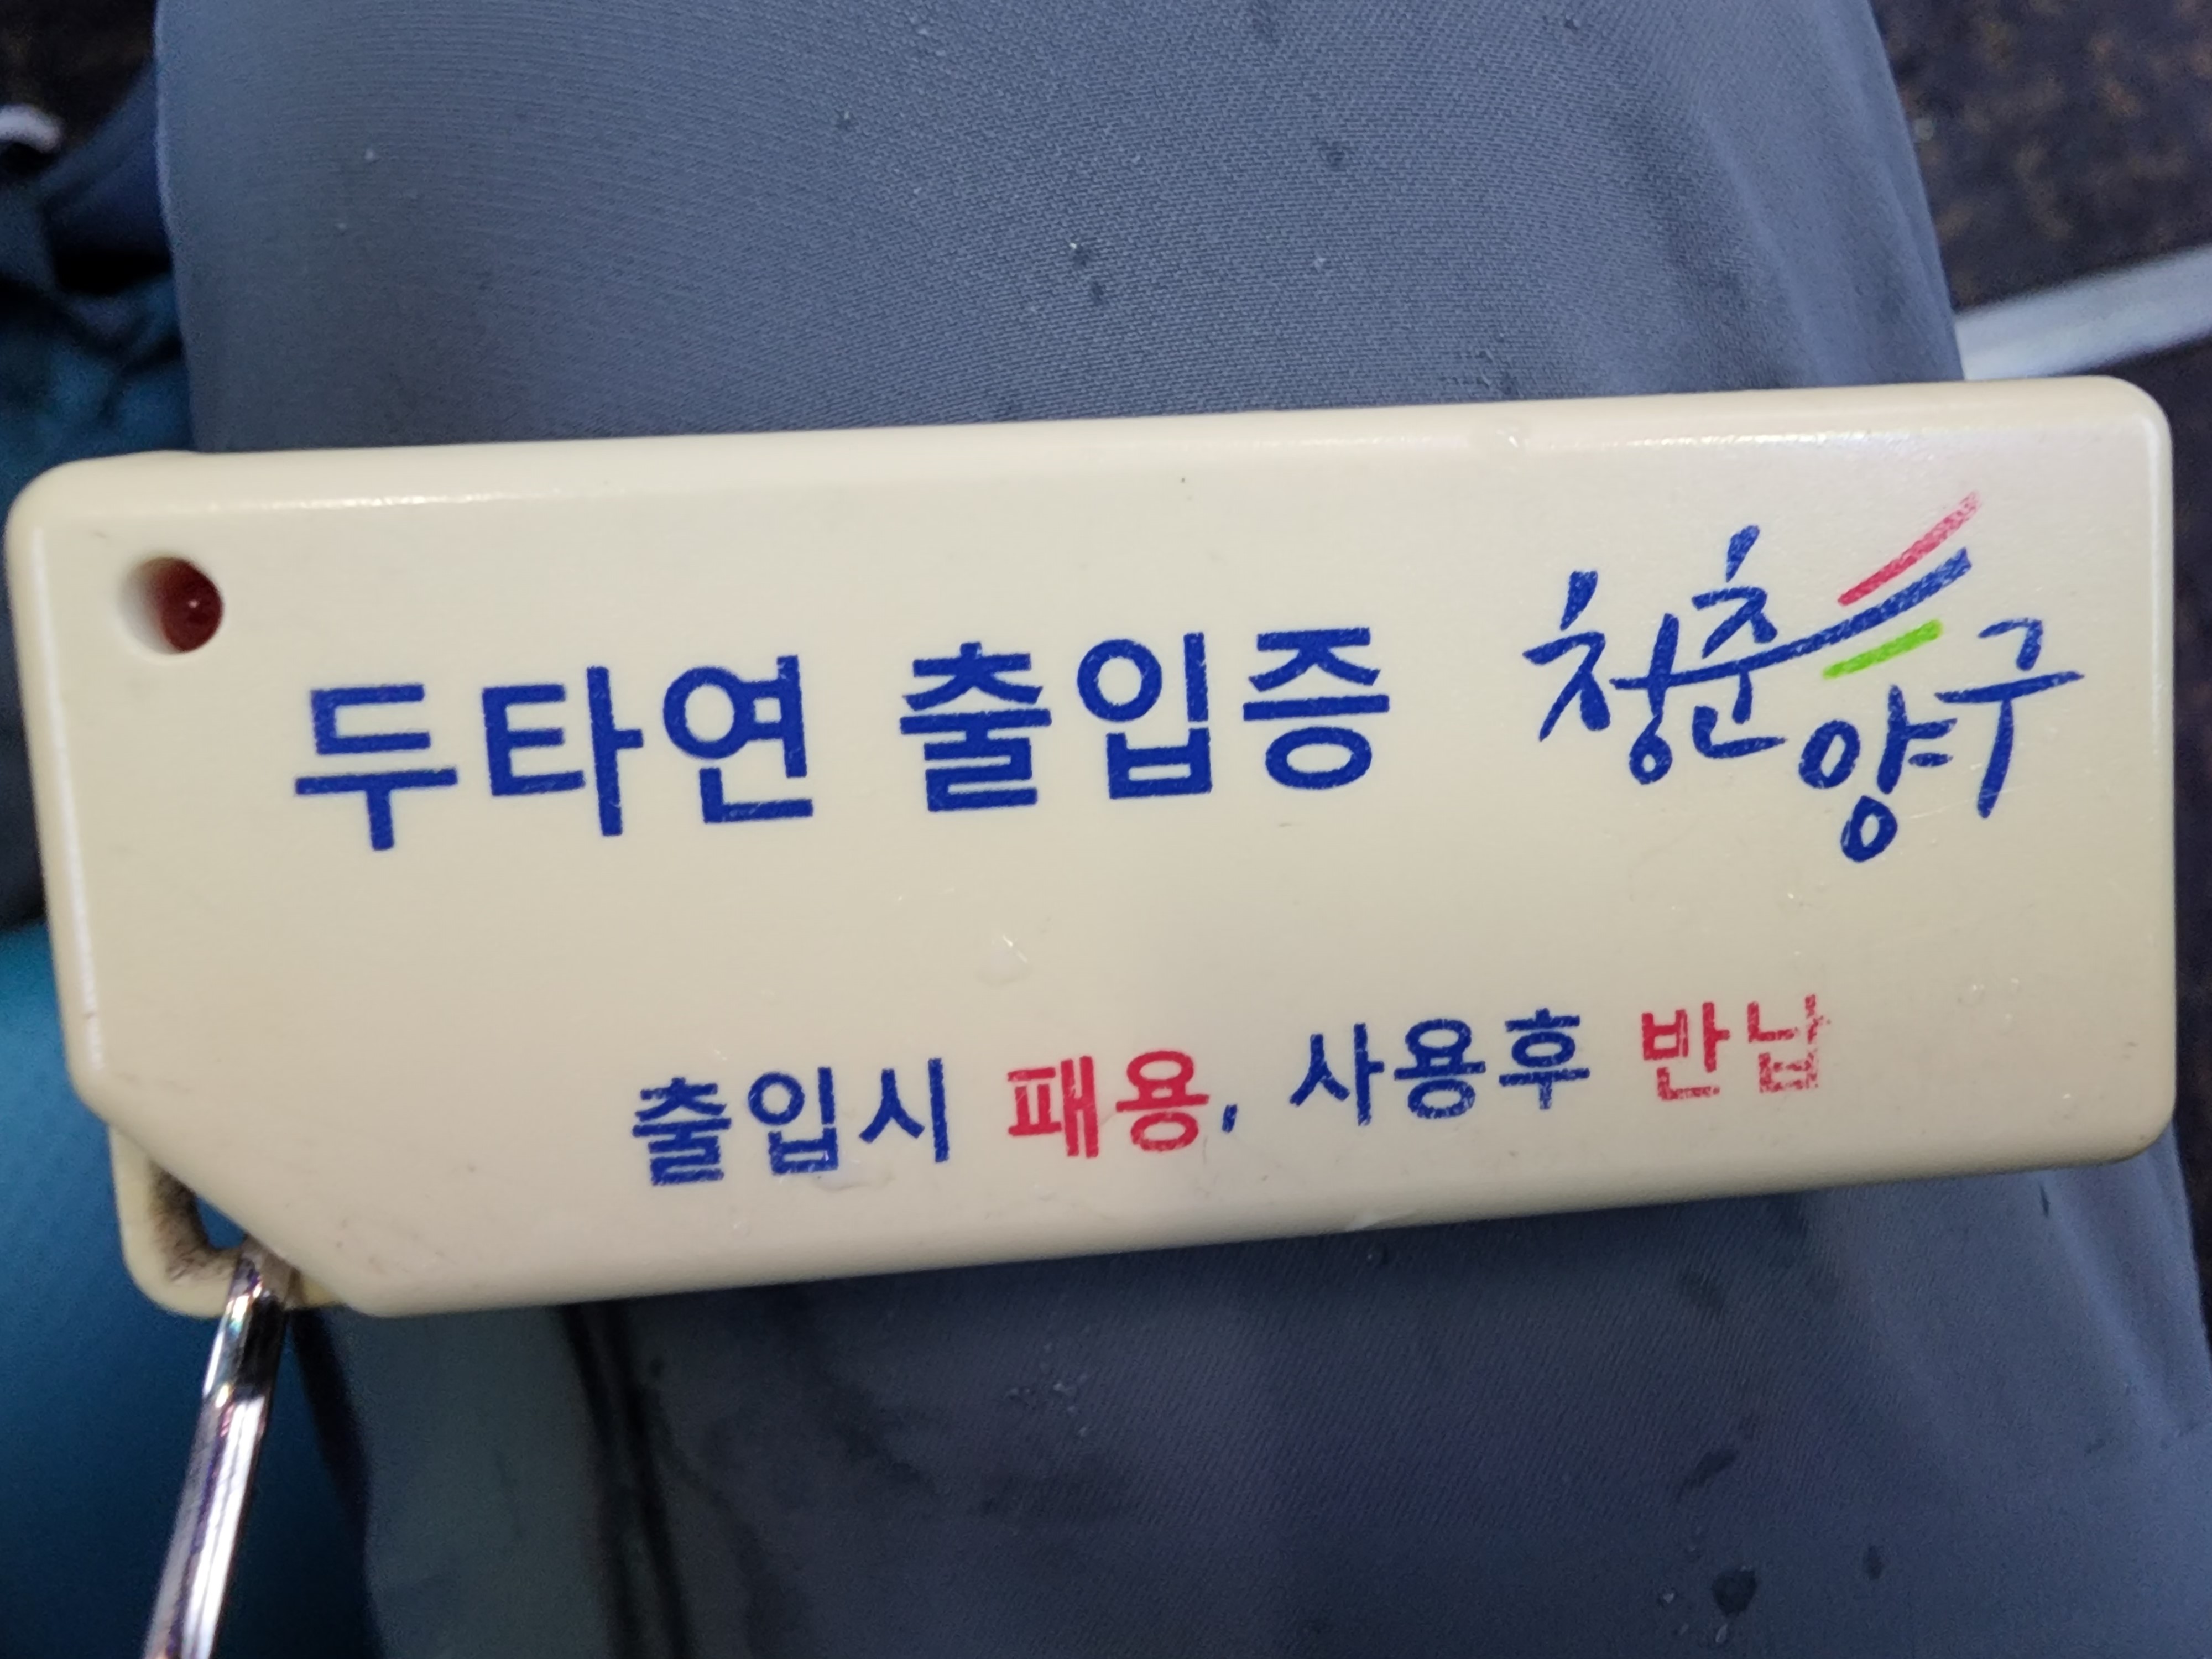 두타연 출입증
청춘
양구
출입시 패용, 사용후 반납